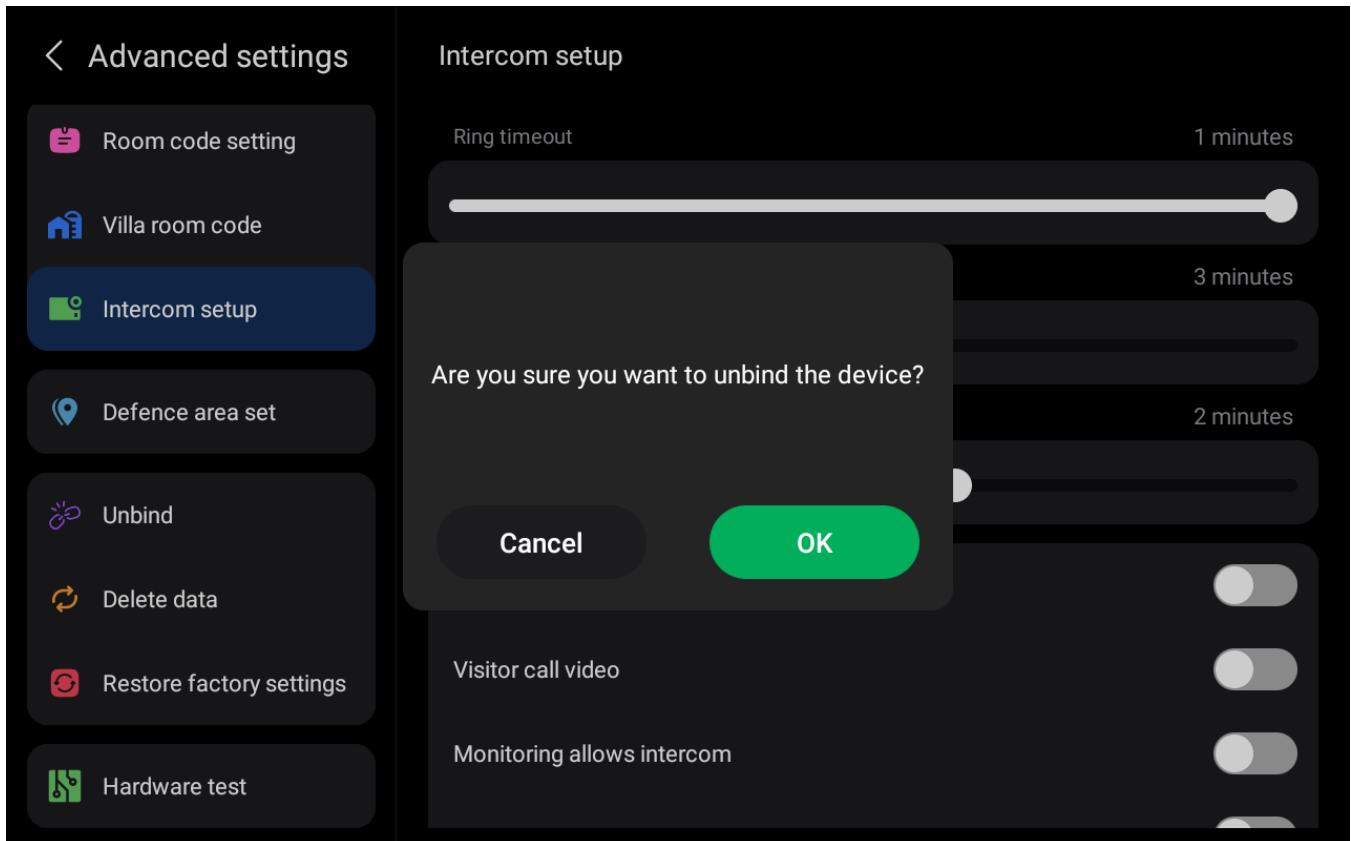 Advanced settings
Room code setting
Villa room code
Intercom setup
Defence area set
Unbind
Delete data
Restore factory settings
Hardware test
Intercom setup
Ring timeout
1 minutes
3 minutes
2 minutes
Visitor call video
Monitoring allows intercom
Are you sure you want to unbind the device?
Cancel
OK